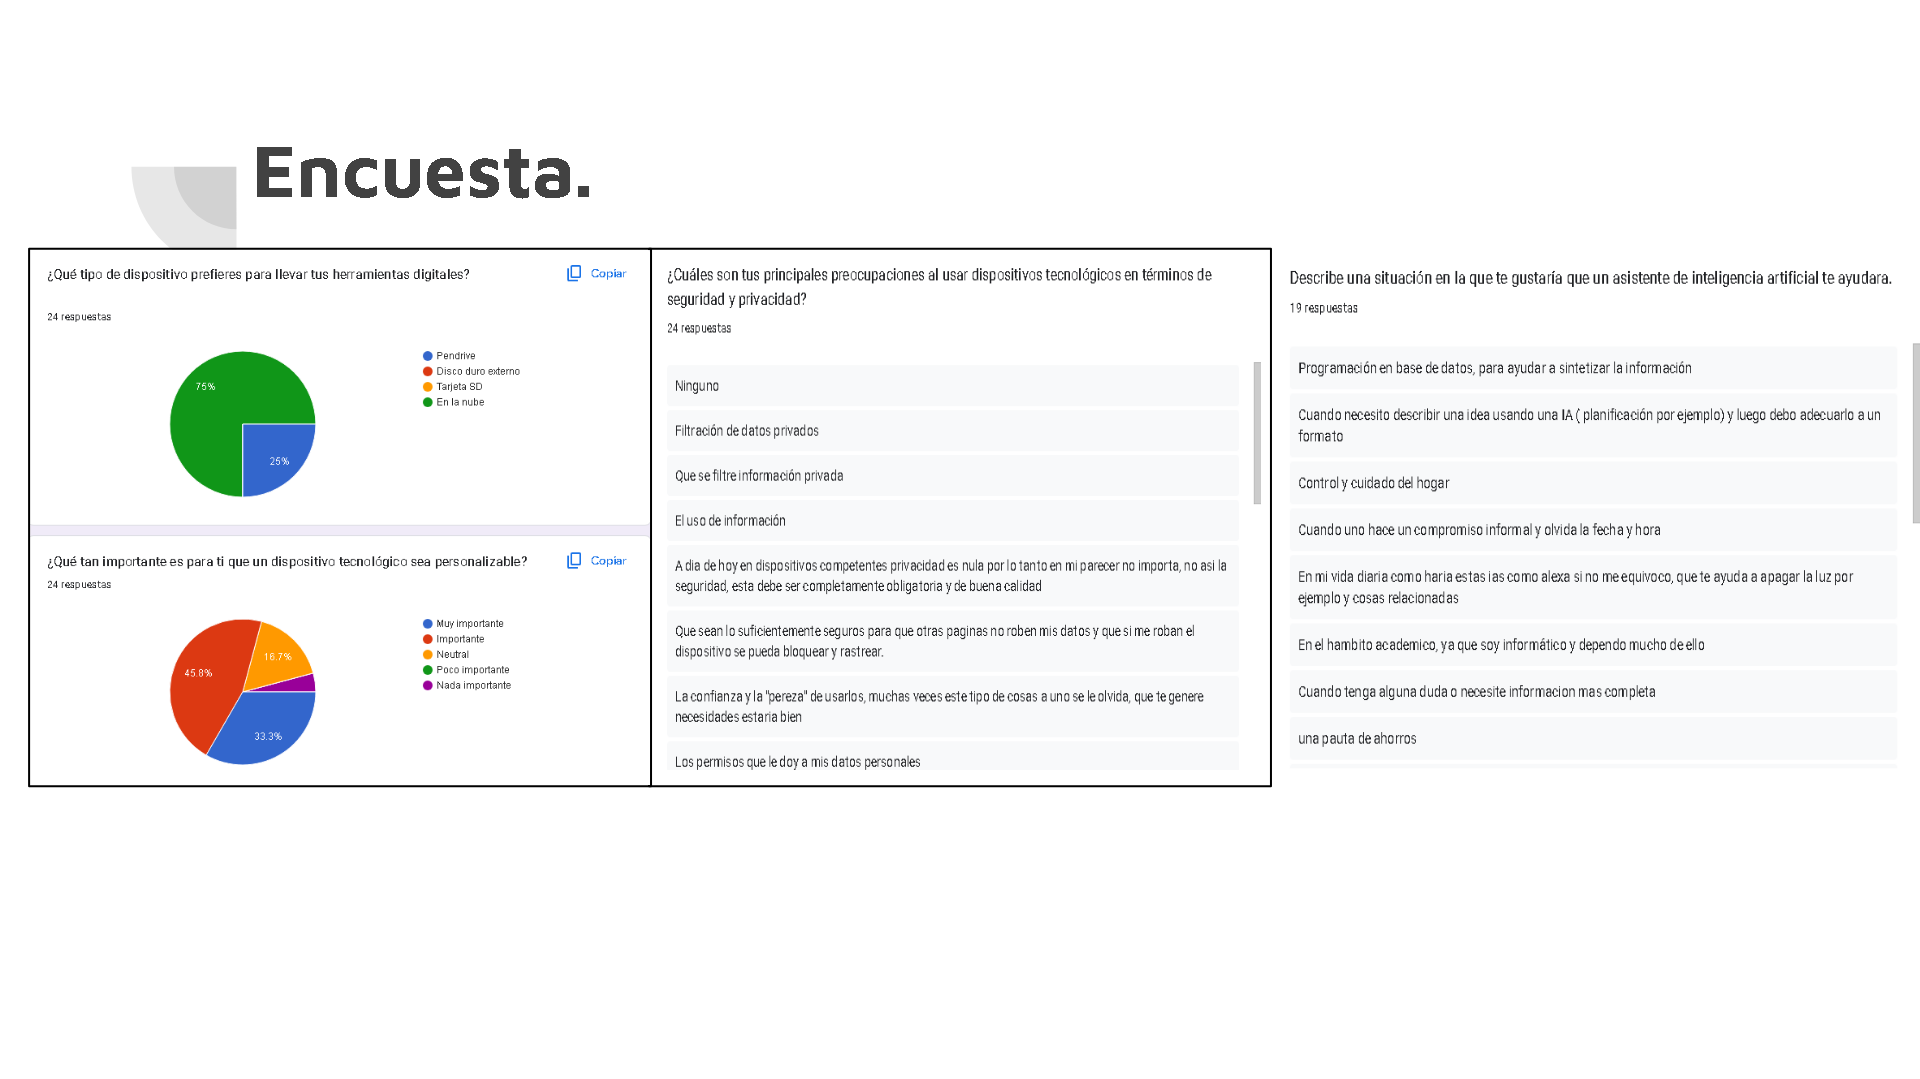 Encuesta.
¿Qué tipo de dispositivo prefieres para llevar tus herramientas digitales?
Copiar
24 respuestas
75%
25%
Pendrive
Disco duro externo
Tarjeta SD
En la nube
¿Qué tan importante es para ti que un dispositivo tecnológico sea personalizable?
Copiar
24 respuestas
45.8%
16.7%
33.3%
Muy importante
Importante
Neutral
Poco importante
Nada importante
¿Cuáles son tus principales preocupaciones al usar dispositivos tecnológicos en términos de
seguridad y privacidad?
24 respuestas
Ninguno
Filtración de datos privados
Que se filtre información privada
El uso de información
A dia de hoy en dispositivos competentes privacidad es nula por lo tanto en mi parecer no importa, no asi la
seguridad, esta debe ser completamente obligatoria y de buena calidad
Que sean lo suficientemente seguros para que otras paginas no roben mis datos y que si me roban el
dispositivo se pueda bloquear y rastrear.
La confianza y la "pereza" de usarlos, muchas veces este tipo de cosas a uno se le olvida, que te genere
necesidades estaria bien
Los permisos que le doy a mis datos personales
Describe una situación en la que te gustaría que un asistente de inteligencia artificial te ayudara.
19 respuestas
Programación en base de datos, para ayudar a sintetizar la información
Cuando necesito describir una idea usando una IA ( planificación por ejemplo) y luego debo adecuarlo a un
formato
Control y cuidado del hogar
Cuando uno hace un compromiso informal y olvida la fecha y hora
En mi vida diaria como haria estas ias como alexa si no me equivoco, que te ayuda a apagar la luz por
ejemplo y cosas relacionadas
En el hambito academico, ya que soy informático y dependo mucho de ello
Cuando tenga alguna duda o necesite informacion mas completa
una pauta de ahorros